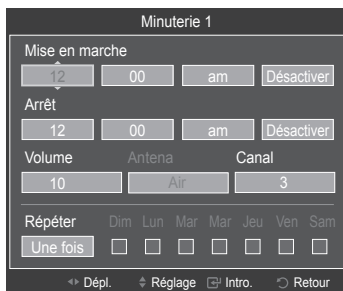 Minuterie 1
Mise en marche
12 00 am Désactiver
Arrêt
12 00 am Désactiver
Volume Antena Canal
10 Air 3
Répéter Dim Lun Mar Mar Jeu Ven Sam
Une fois
Dépl. Réglage Intro. Retour